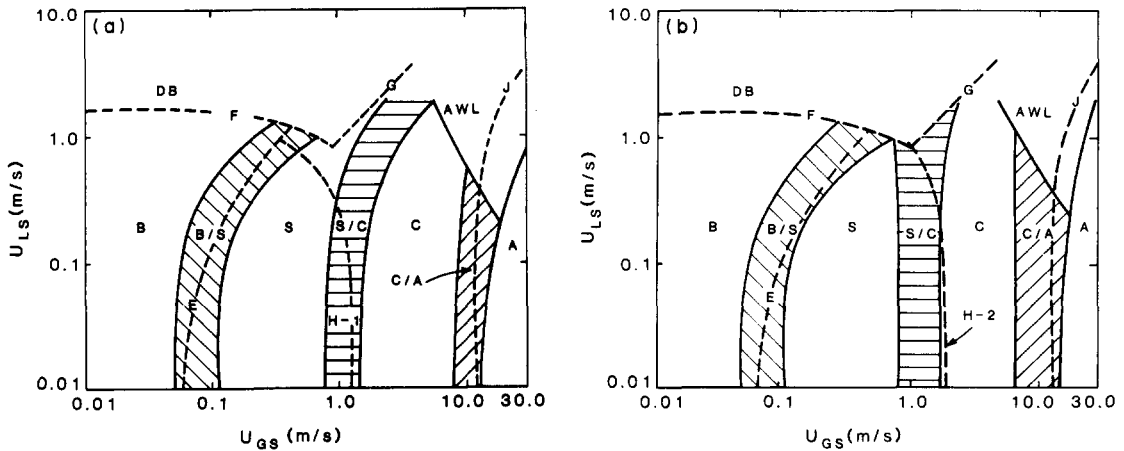 (a)
10.0
1.0
0.1
0.01
U_LS (m/s)
DB
F
G
AWL
J
B
B/S
S
S/C
C
A
C/A
E
H-1
0.01
0.1
1.0
10.0
30.0
U_GS (m/s)
(b)
10.0
1.0
0.1
0.01
U_LS (m/s)
DB
F
G
AWL
J
B
B/S
S
S/C
C
C/A
A
E
H-2
0.01
0.1
1.0
10.0
30.0
U_GS (m/s)